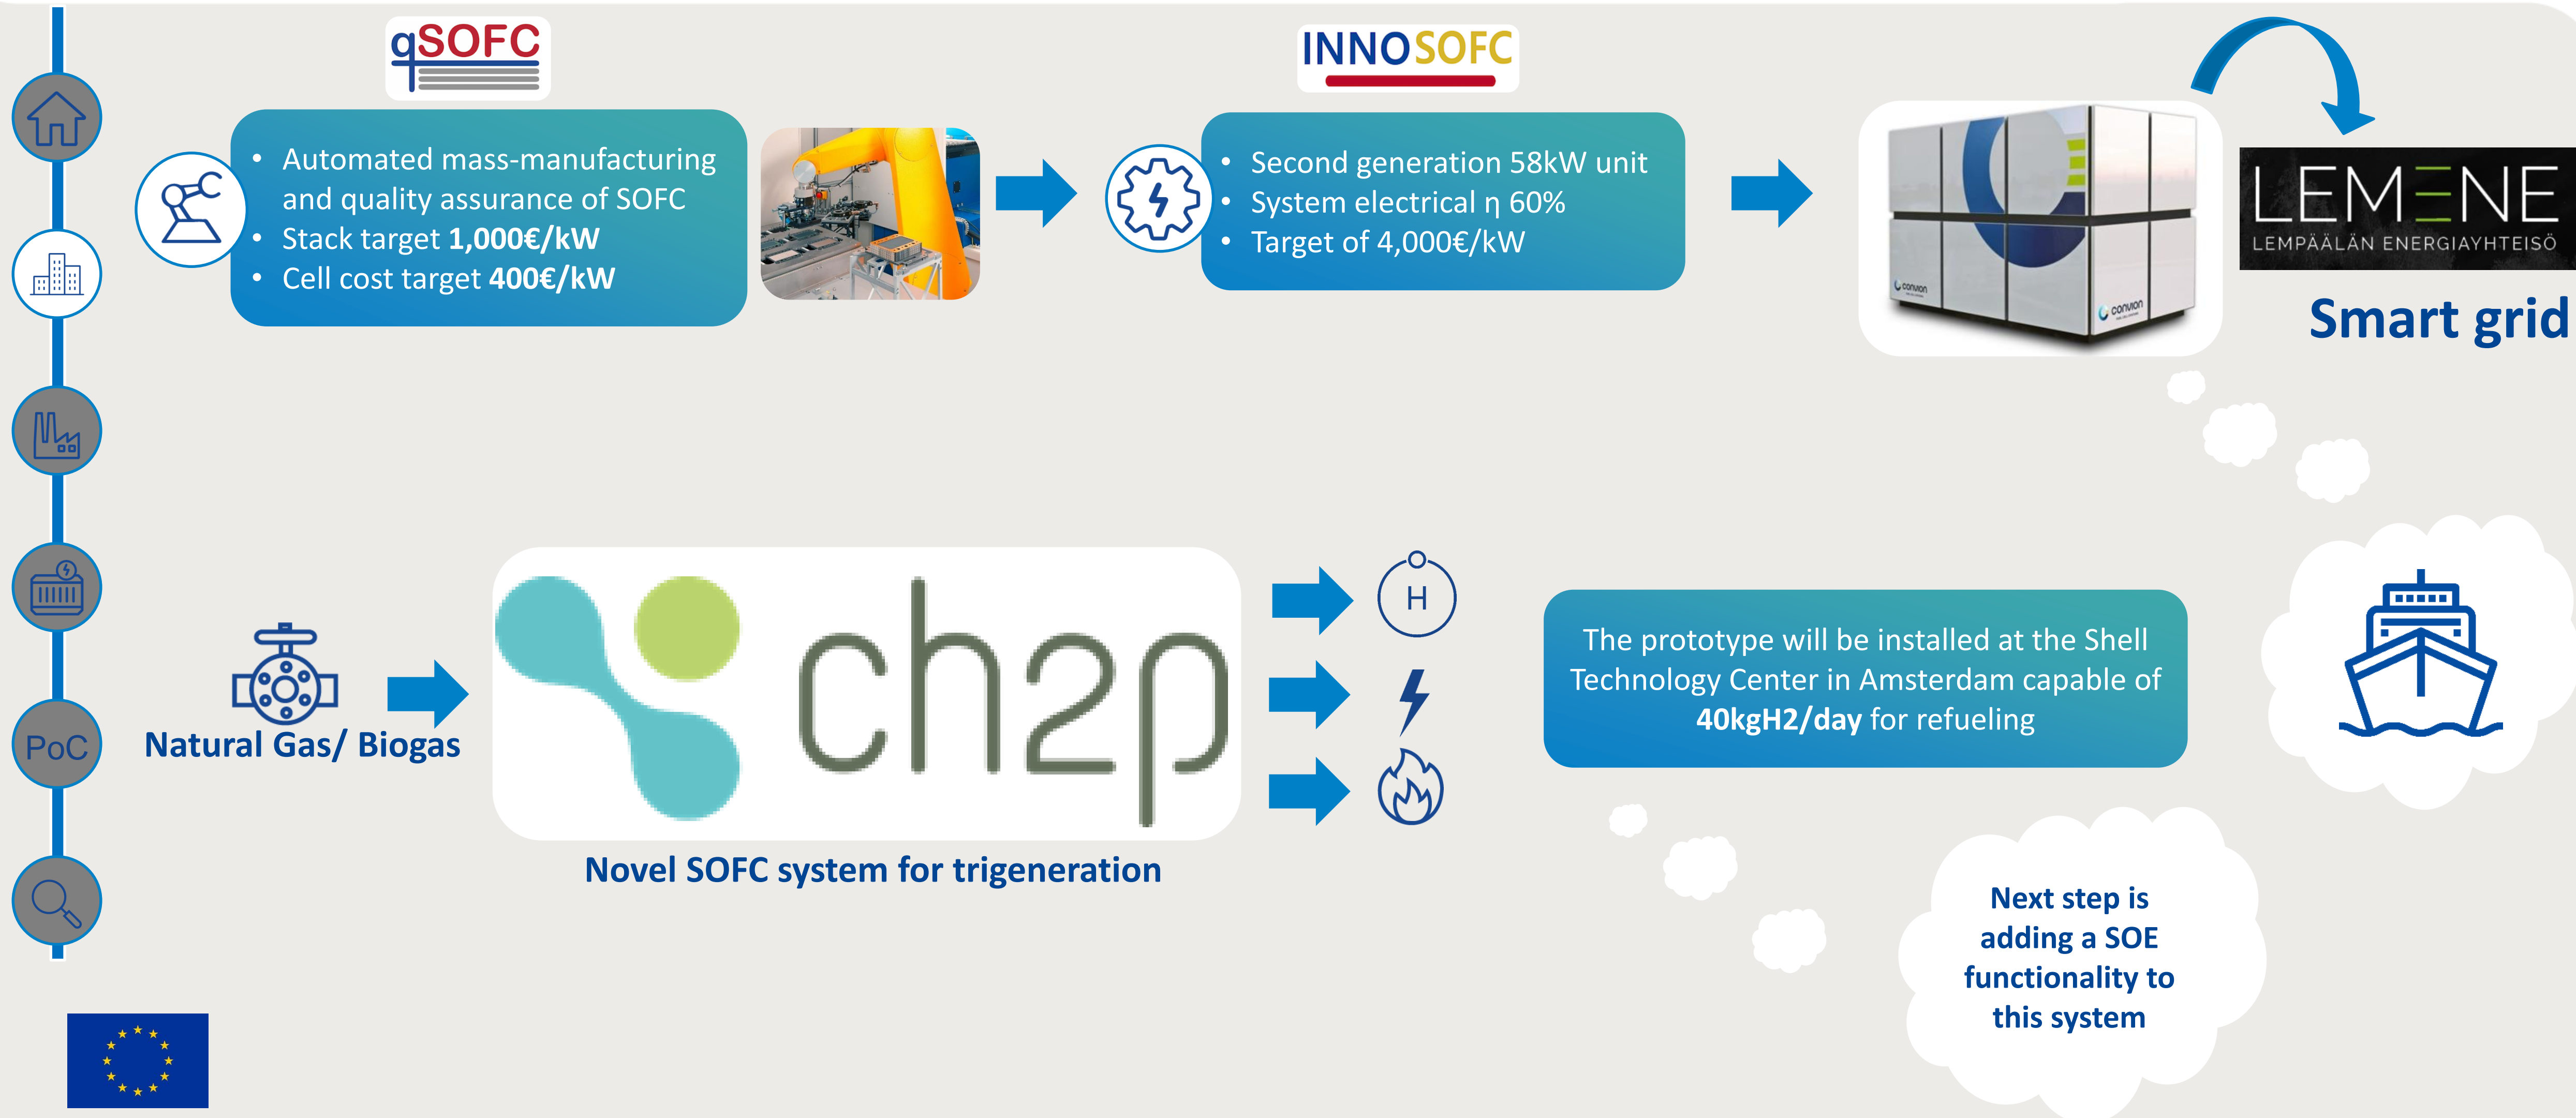 qSOFC
INNOSOFC
• Automated mass-manufacturing
and quality assurance of SOFC
• Stack target 1,000€/kW
• Cell cost target 400€/kW
• Second generation 58kW unit
• System electrical η 60%
• Target of 4,000€/kW
convion
convion
LEMENE
LEMPÄÄLÄN ENERGIAYHTEISÖ
Smart grid
Natural Gas/ Biogas
ch2p
Novel SOFC system for trigeneration
H
The prototype will be installed at the Shell
Technology Center in Amsterdam capable of
40kgH2/day for refueling
PoC
Next step is
adding a SOE
functionality to
this system